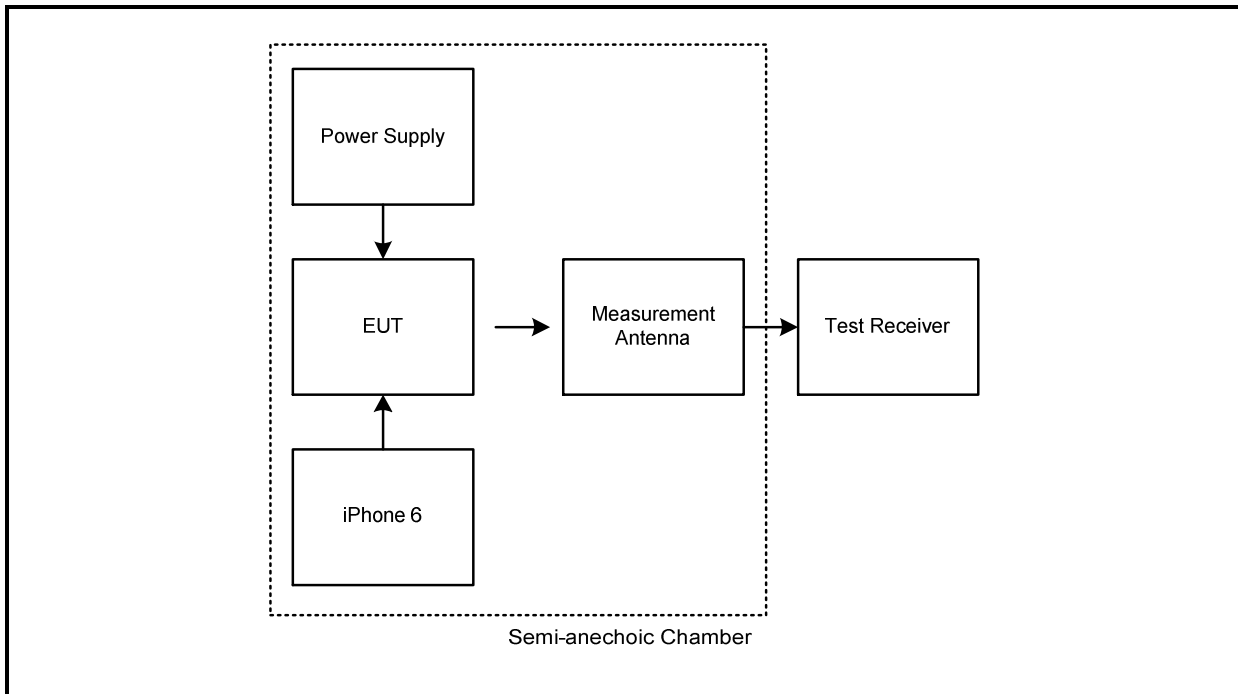 Power Supply
EUT
Measurement
Antenna
Test Receiver
iPhone 6
Semi-anechoic Chamber